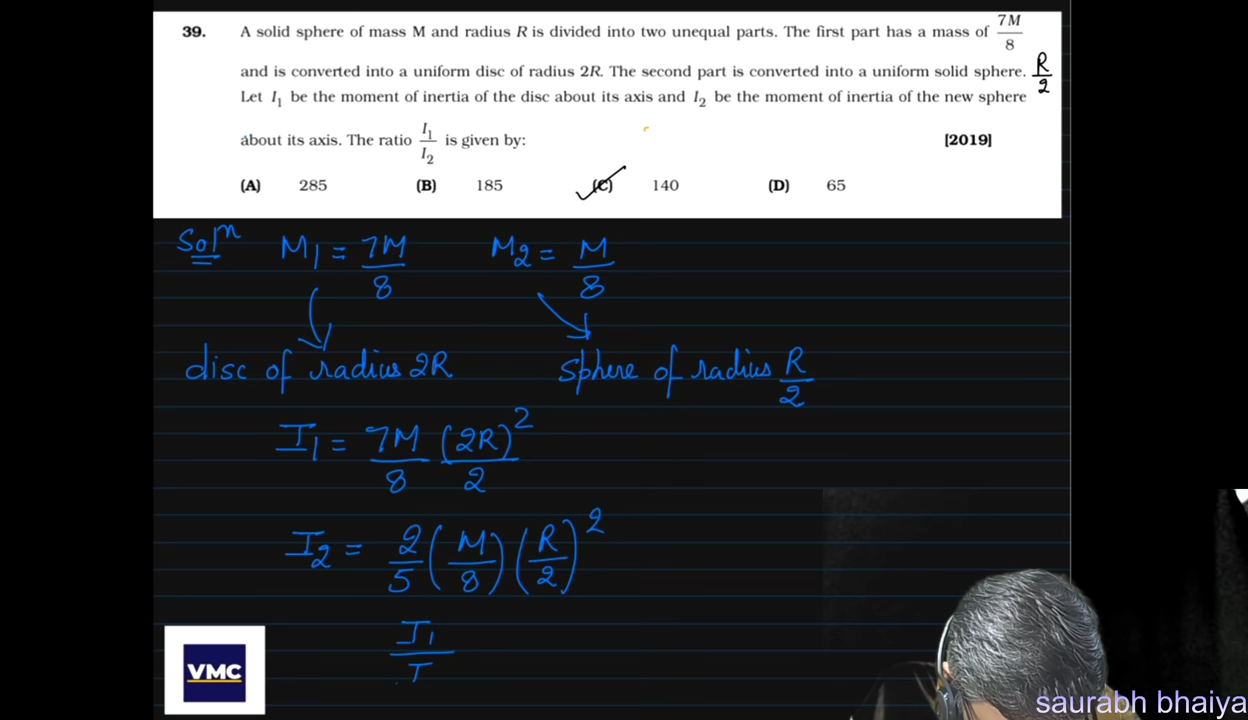 39. A solid sphere of mass M and radius R is divided into two unequal parts. The first part has a mass of 7M/8
and is converted into a uniform disc of radius 2R. The second part is converted into a uniform solid sphere. R/2
Let I₁ be the moment of inertia of the disc about its axis and I₂ be the moment of inertia of the new sphere
about its axis. The ratio I₁/I₂ is given by: [2019]
(A) 285 (B) 185 (C) 140 (D) 65
Solⁿ M₁ = 7M/8 M₂ = M/8
disc of radius 2R sphere of radius R/2
I₁ = 7M/8 (2R)²/2
I₂ = 2/5 (M/8) (R/2)²
I₁/I
VMC
saurabh bhaiya